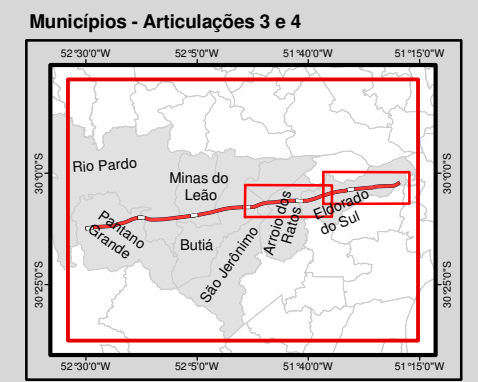 Municípios - Articulações 3 e 4
52°30'0"W 52°5'0"W 51°40'0"W 51°15'0"W
30°0'0"S 30°0'0"S
Rio Pardo
Minas do
Leão
Pantano
Grande
Butiá
São Jerônimo
Arroio dos
Ratos
Eldorado
do Sul
30°25'0"S 30°25'0"S
52°30'0"W 52°5'0"W 51°40'0"W 51°15'0"W